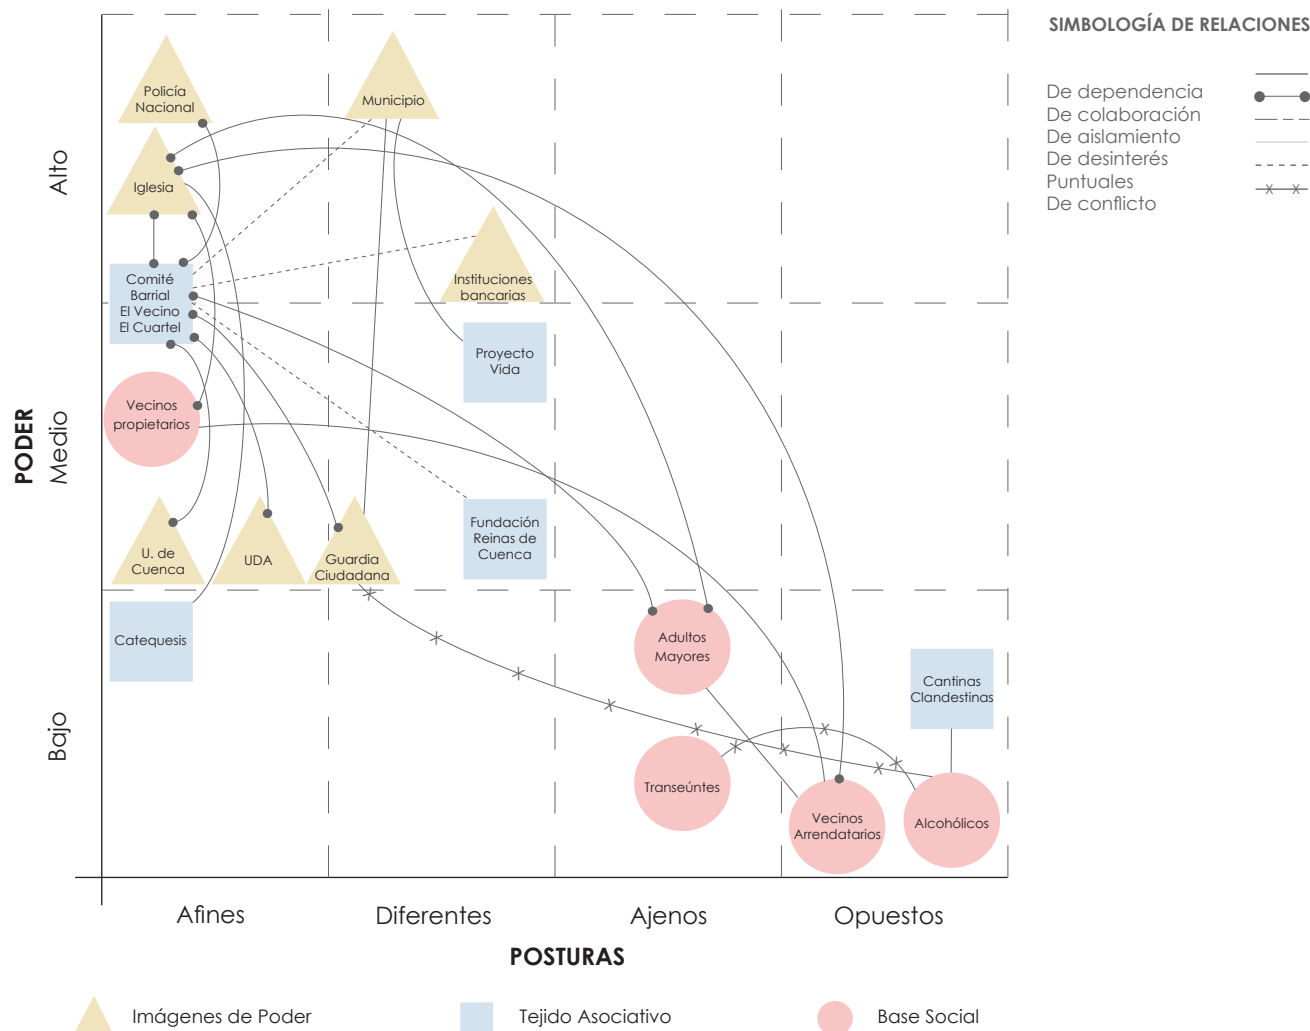 SIMBOLOGÍA DE RELACIONES
De dependencia
De colaboración
De aislamiento
De desinterés
Puntuales
De conflicto
PODER
Alto
Medio
Bajo
Policía
Nacional
Municipio
Iglesia
Comité
Barrial
El Vecino
El Cuartel
Instituciones
bancarias
Proyecto
Vida
Vecinos
propietarios
U. de
Cuenca
UDA
Guardia
Ciudadana
Fundación
Reinas de
Cuenca
Catequesis
Adultos
Mayores
Cantinas
Clandestinas
Transeúntes
Vecinos
Arrendatarios
Alcohólicos
Afines
Diferentes
Ajenos
Opuestos
POSTURAS
Imágenes de Poder
Tejido Asociativo
Base Social